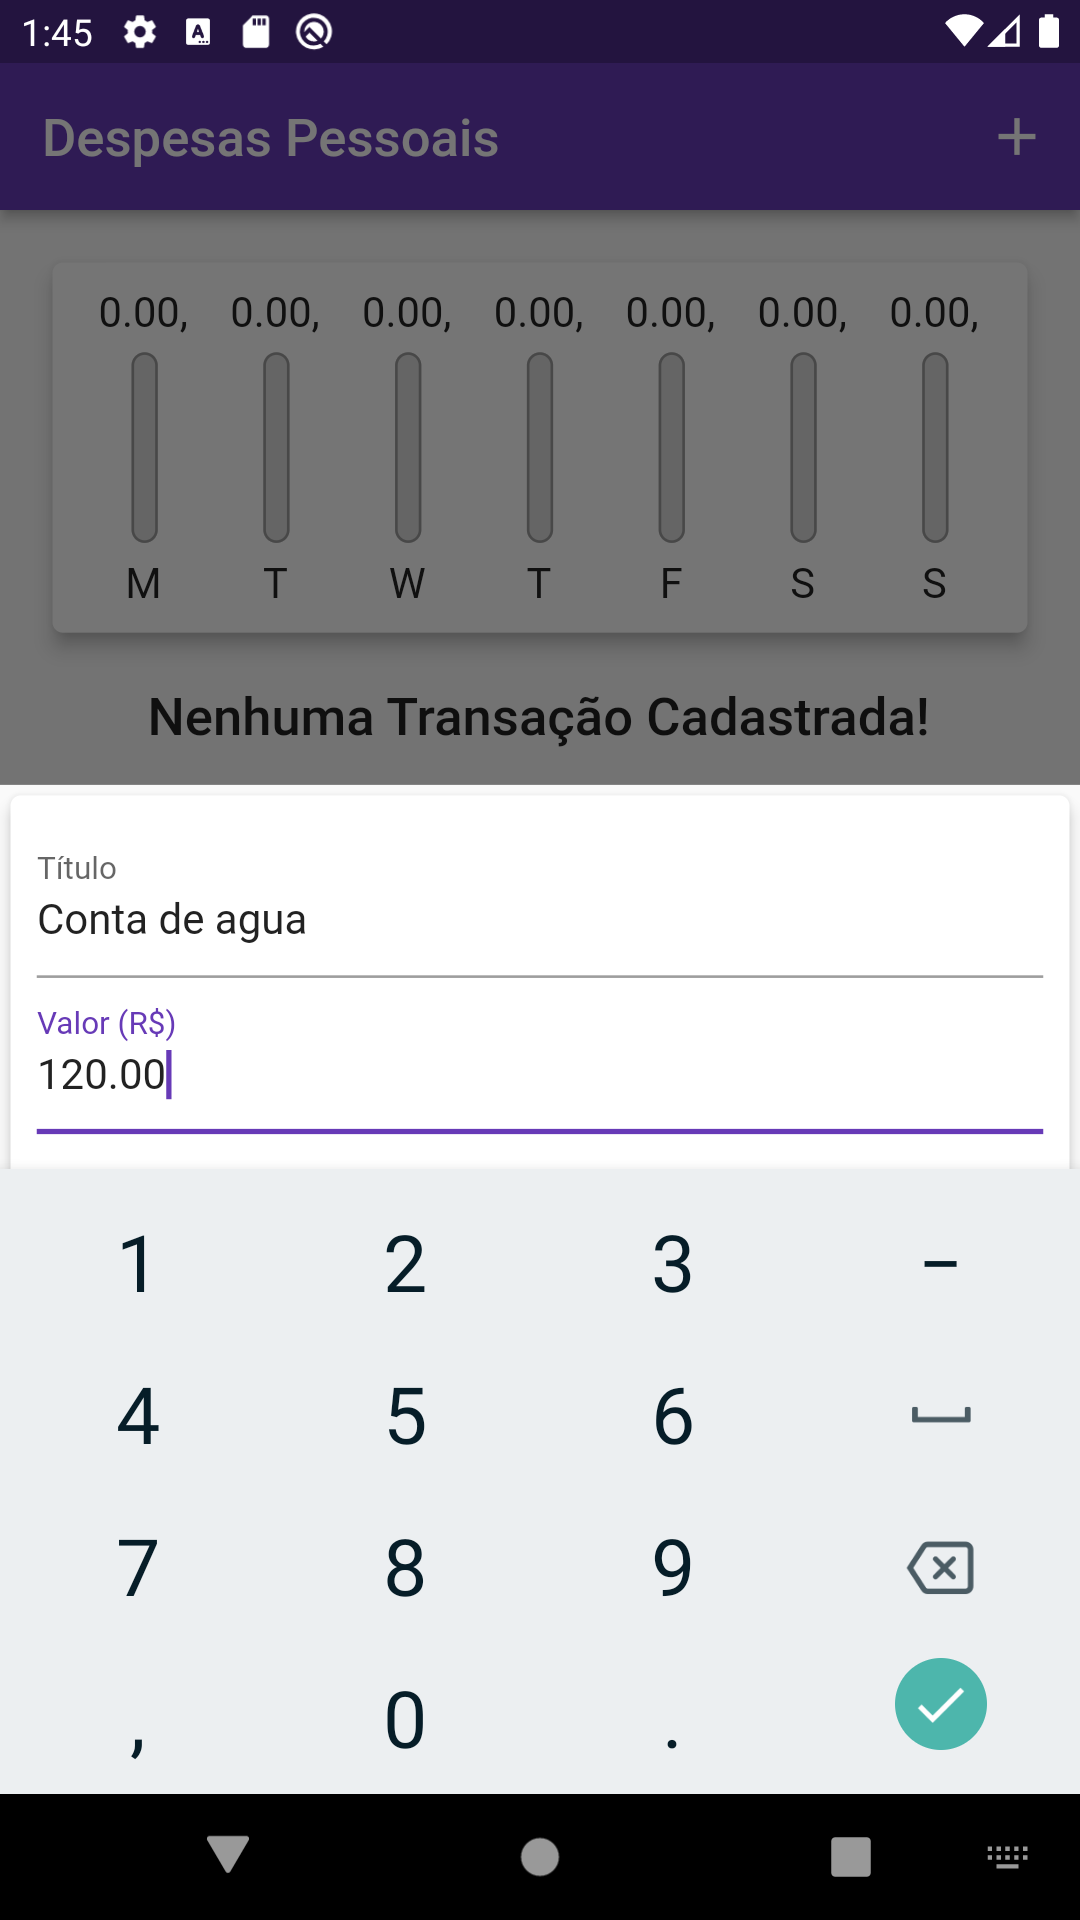 1:45
Despesas Pessoais +
0.00, 0.00, 0.00, 0.00, 0.00, 0.00, 0.00,
M T W T F S S
Nenhuma Transação Cadastrada!
Título
Conta de agua
Valor (R$)
120.00
1 2 3 –
4 5 6
7 8 9
, 0 .